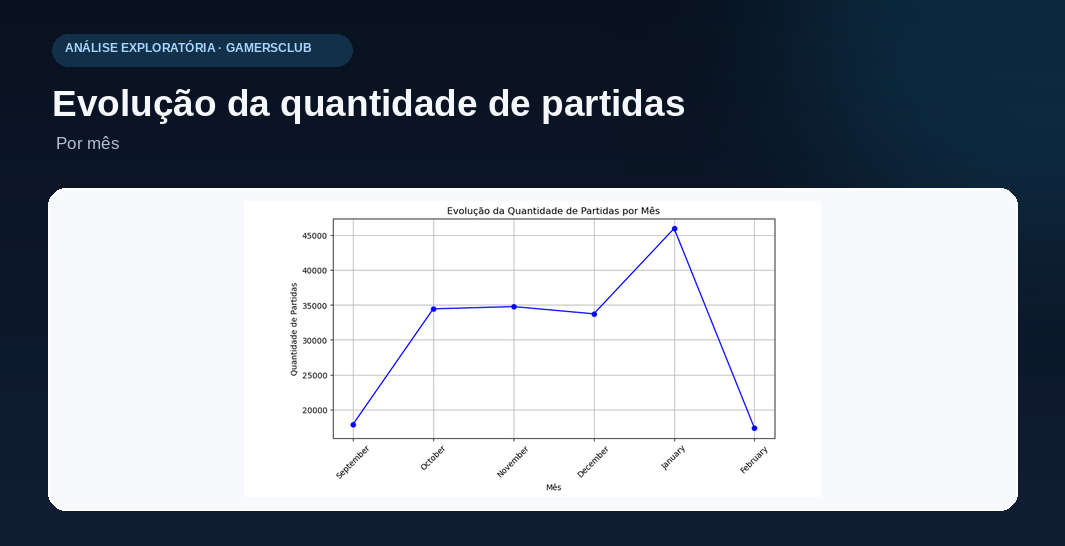 ANÁLISE EXPLORATÓRIA · GAMERSCLUB
Evolução da quantidade de partidas
Por mês
Evolução da Quantidade de Partidas por Mês
Quantidade de Partidas
45000
40000
35000
30000
25000
20000
September
October
November
December
January
February
Mês